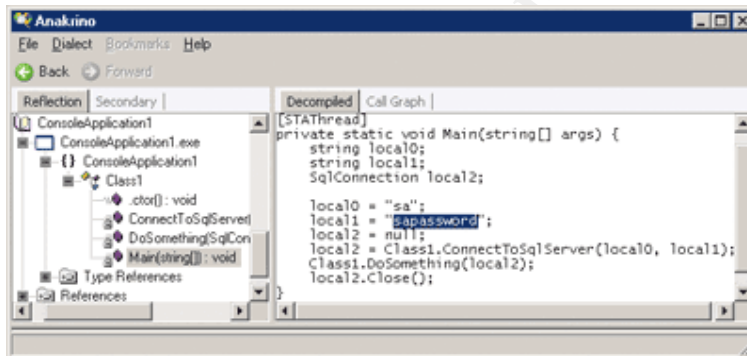 Anakrino
File Dialect Bookmarks Help
Back Forward
Reflection Secondary
ConsoleApplication1
ConsoleApplication1.exe
{} ConsoleApplication1
Class1
.ctor() : void
ConnectToSqlServer(
DoSomething(SqlCon
Main(string[]) : void
Type References
References
Decompiled Call Graph
[STAThread]
private static void Main(string[] args) {
string local0;
string local1;
SqlConnection local2;
local0 = "sa";
local1 = "sapassword";
local2 = null;
local2 = Class1.ConnectToSqlServer(local0, local1);
Class1.DoSomething(local2);
local2.Close();
}